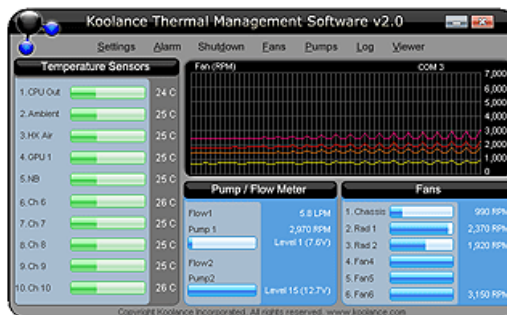 Koolance Thermal Management Software v2.0
Settings Alarm Shutdown Fans Pumps Log Viewer
Temperature Sensors
1.CPU Out 24 C
2.Ambient 25 C
3.HX Air 25 C
4.GPU 1 25 C
5.NB 25 C
6.Ch 6 26 C
7.Ch 7 25 C
8.Ch 8 25 C
9.Ch 9 25 C
10.Ch 10 26 C
Fan (RPM) COM 3
7,000
6,000
5,000
4,000
3,000
2,000
1,000
0
Pump / Flow Meter
Flow1 5.8 LPM
Pump 1 2,970 RPM
Level 1 (7.6V)
Flow2
Pump2
Level 15 (12.7V)
Fans
1. Chassis 990 RPM
2. Rad 1 2,370 RPM
3. Rad 2 1,920 RPM
4. Fan4
5. Fan5
6. Fan6 3,150 RPM
Copyright Koolance Incorporated. All rights reserved. www.koolance.com